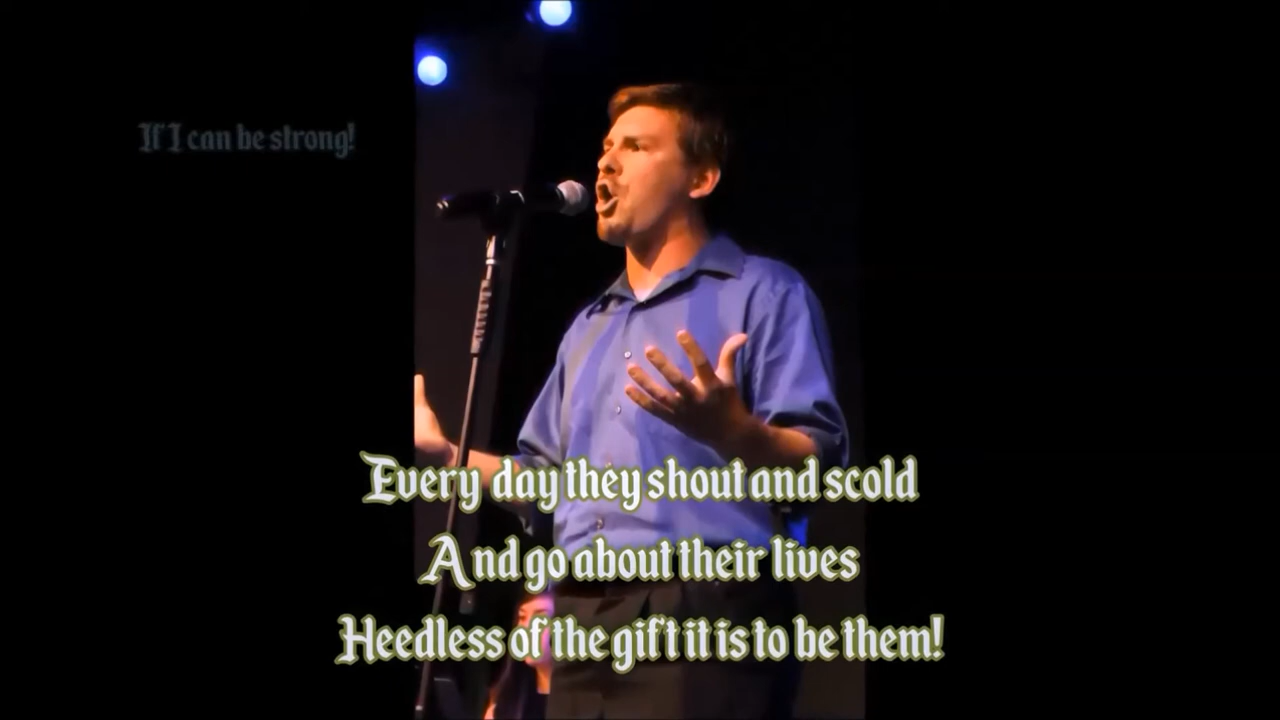 If I can be strong!
Every day they shout and scold
And go about their lives
Heedless of the gift it is to be them!